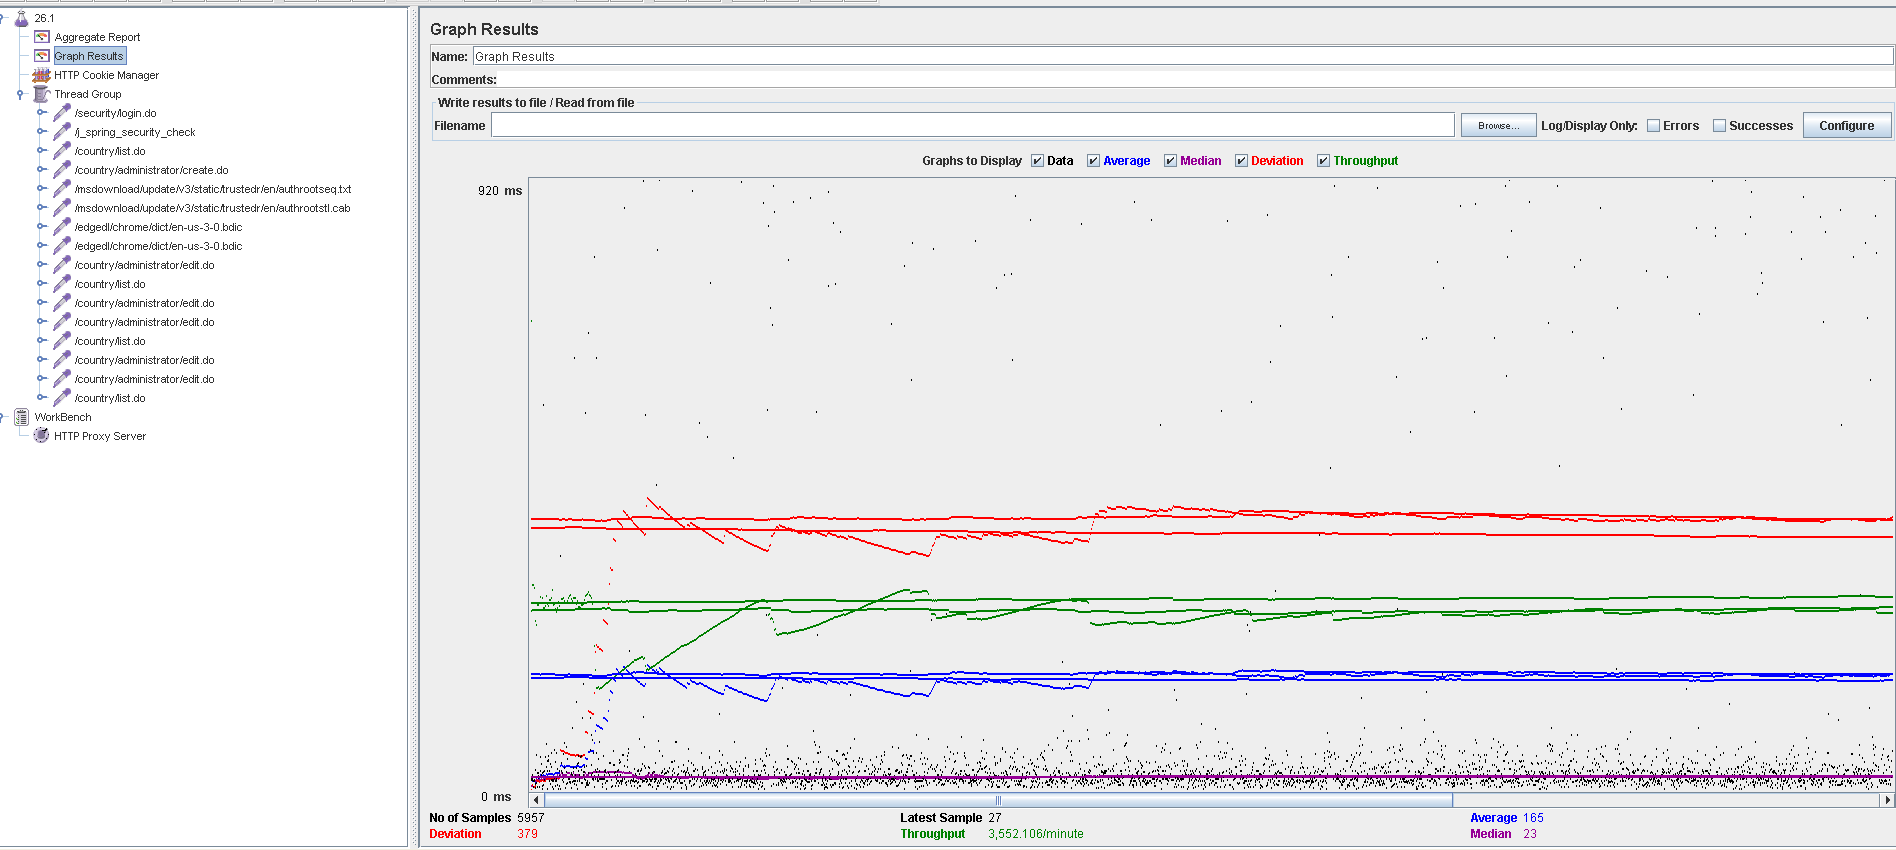 26.1
Aggregate Report
Graph Results
HTTP Cookie Manager
Thread Group
/security/login.do
/j_spring_security_check
/country/list.do
/country/administrator/create.do
/msdownload/update/v3/static/trustedr/en/authrootseq.txt
/msdownload/update/v3/static/trustedr/en/authrootstl.cab
/edgedl/chrome/dict/en-us-3-0.bdic
/edgedl/chrome/dict/en-us-3-0.bdic
/country/administrator/edit.do
/country/list.do
/country/administrator/edit.do
/country/administrator/edit.do
/country/list.do
/country/administrator/edit.do
/country/administrator/edit.do
/country/list.do
WorkBench
HTTP Proxy Server
Graph Results
Name: Graph Results
Comments:
Write results to file / Read from file
Filename Browse... Log/Display Only: Errors Successes Configure
Graphs to Display Data Average Median Deviation Throughput
920 ms
0 ms
No of Samples 5957 Latest Sample 27 Average 165
Deviation 379 Throughput 3,552.106/minute Median 23